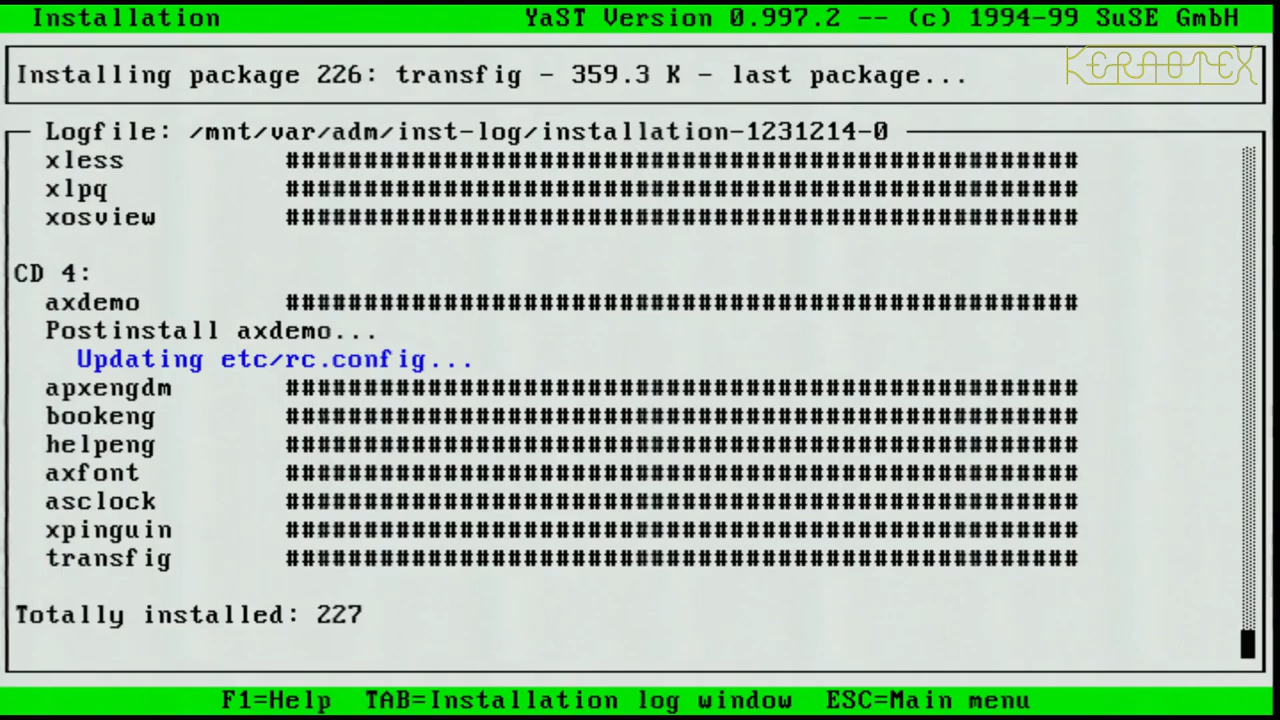 Installation YaST Version 0.997.2 -- (c) 1994-99 SuSE GmbH
KERNOTEX
Installing package 226: transfig - 359.3 K - last package...
Logfile: /mnt/var/adm/inst-log/installation-1231214-0
xless ##################################################
xlpq ##################################################
xosview ##################################################
CD 4:
axdemo ##################################################
Postinstall axdemo...
Updating etc/rc.config...
apxengdm ##################################################
bookeng ##################################################
helpeng ##################################################
axfont ##################################################
asclock ##################################################
xpinguin ##################################################
transfig ##################################################
Totally installed: 227
F1=Help TAB=Installation log window ESC=Main menu